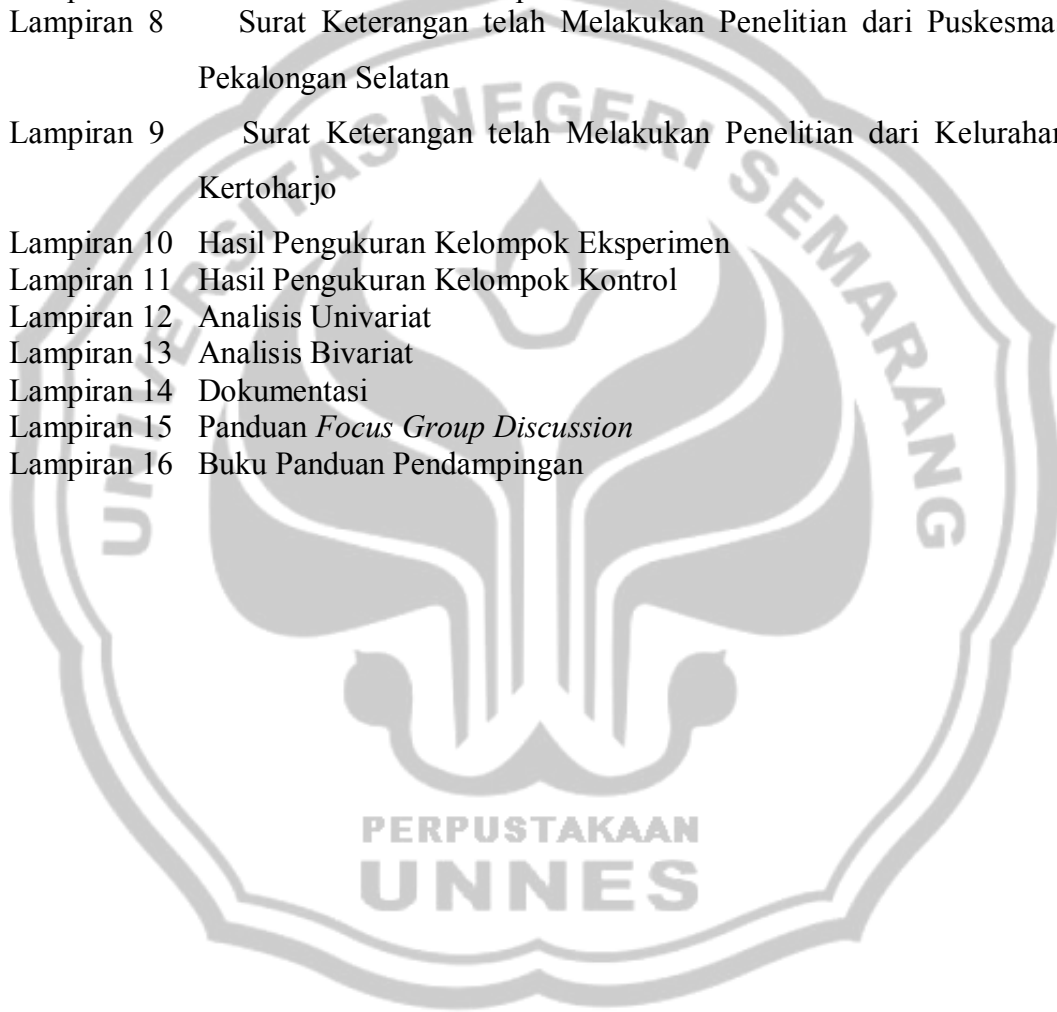 Lampiran 8 Surat Keterangan telah Melakukan Penelitian dari Puskesma
Pekalongan Selatan
Lampiran 9 Surat Keterangan telah Melakukan Penelitian dari Kelurahan
Kertoharjo
Lampiran 10 Hasil Pengukuran Kelompok Eksperimen
Lampiran 11 Hasil Pengukuran Kelompok Kontrol
Lampiran 12 Analisis Univariat
Lampiran 13 Analisis Bivariat
Lampiran 14 Dokumentasi
Lampiran 15 Panduan Focus Group Discussion
Lampiran 16 Buku Panduan Pendampingan
UNIVERSITAS NEGERI SEMARANG
PERPUSTAKAAN
UNNES